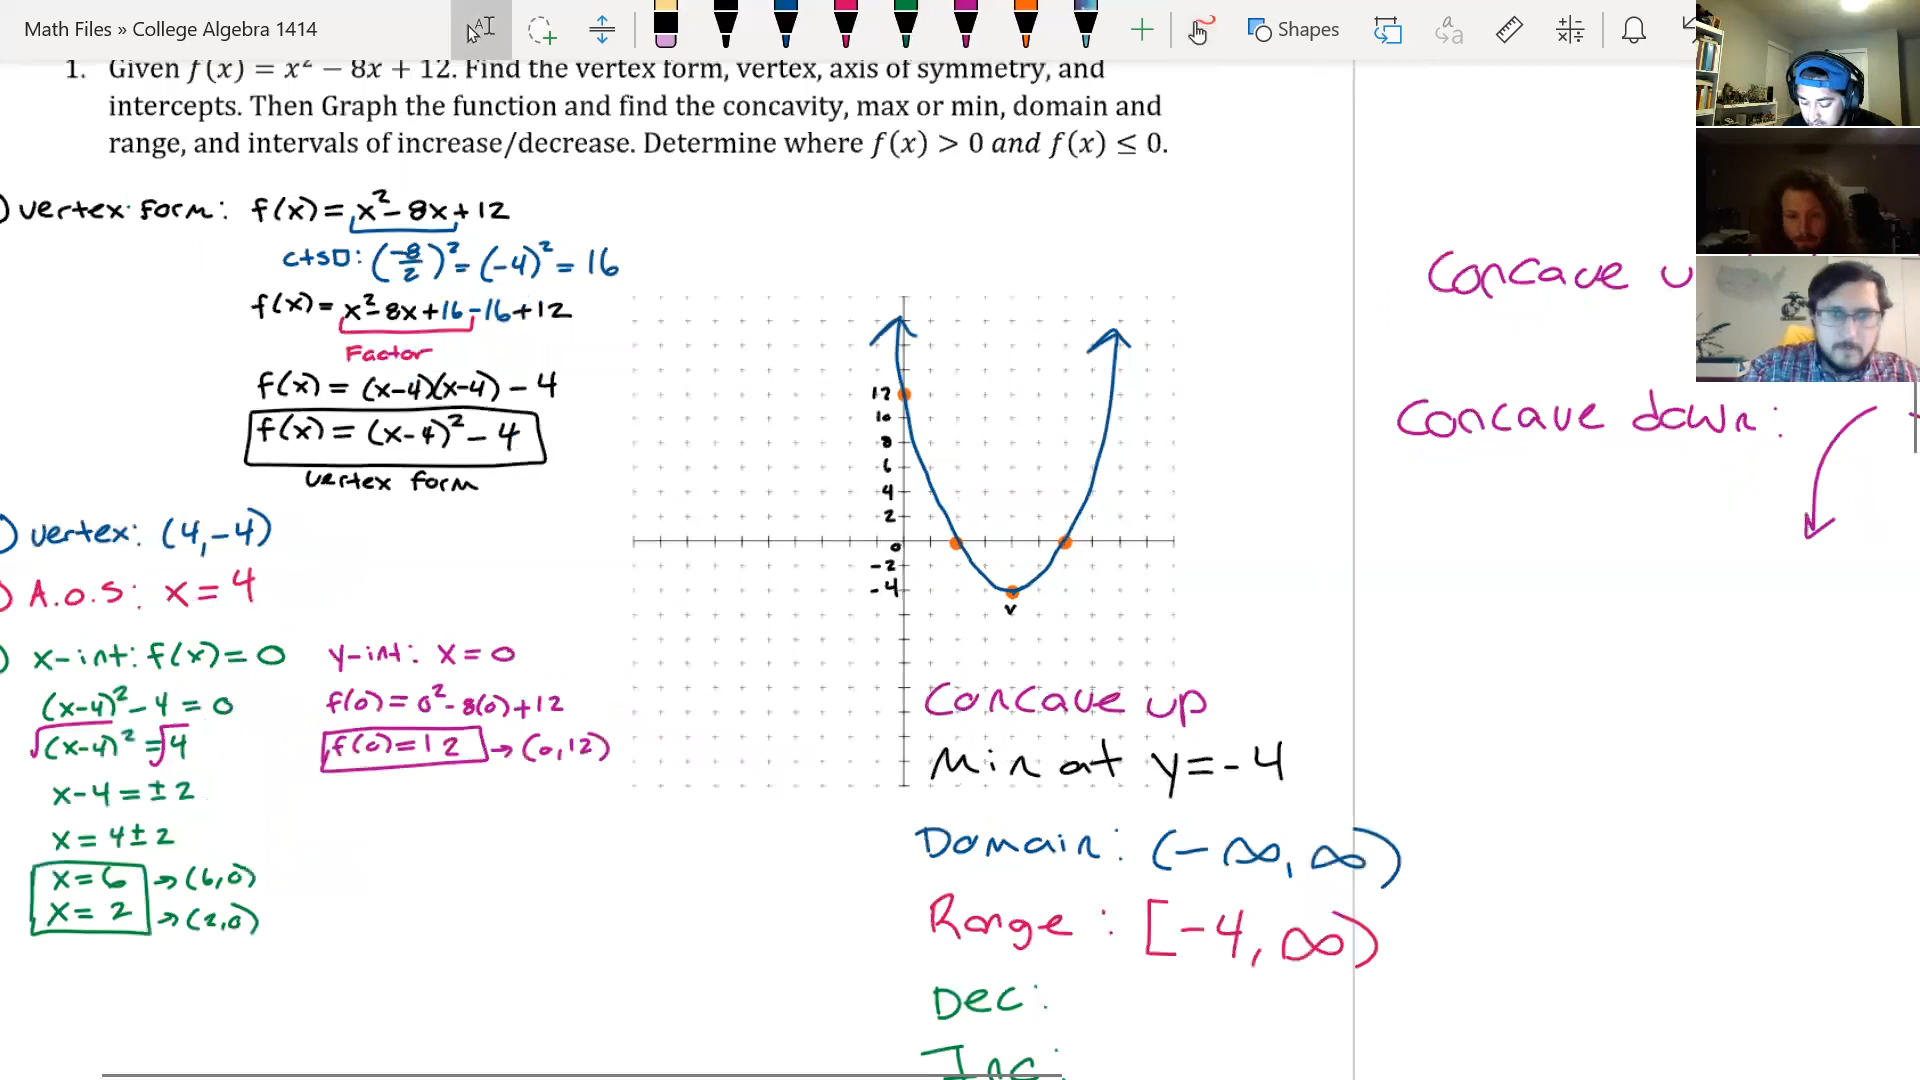 Math Files » College Algebra 1414
Shapes
1. Given f(x) = x² − 8x + 12. Find the vertex form, vertex, axis of symmetry, and
intercepts. Then Graph the function and find the concavity, max or min, domain and
range, and intervals of increase/decrease. Determine where f(x) > 0 and f(x) ≤ 0.
) vertex form: f(x) = x² - 8x + 12
cts□: (-8/2)² = (-4)² = 16
f(x) = x² - 8x + 16 - 16 + 12
Factor
f(x) = (x-4)(x-4) - 4
f(x) = (x-4)² - 4
vertex form
) vertex: (4, -4)
) A.o.S: x = 4
) x-int: f(x) = 0
(x-4)² - 4 = 0
√(x-4)² = √4
x - 4 = ± 2
x = 4 ± 2
x = 6 → (6,0)
x = 2 → (2,0)
y-int: x = 0
f(0) = 0² - 8(0) + 12
f(0) = 12 → (0,12)
12
10
8
6
4
2
0
-2
-4
v
Concave up
Min at y = -4
Domain: (-∞, ∞)
Range: [-4, ∞)
Dec:
Inc:
Concave u
Concave down: